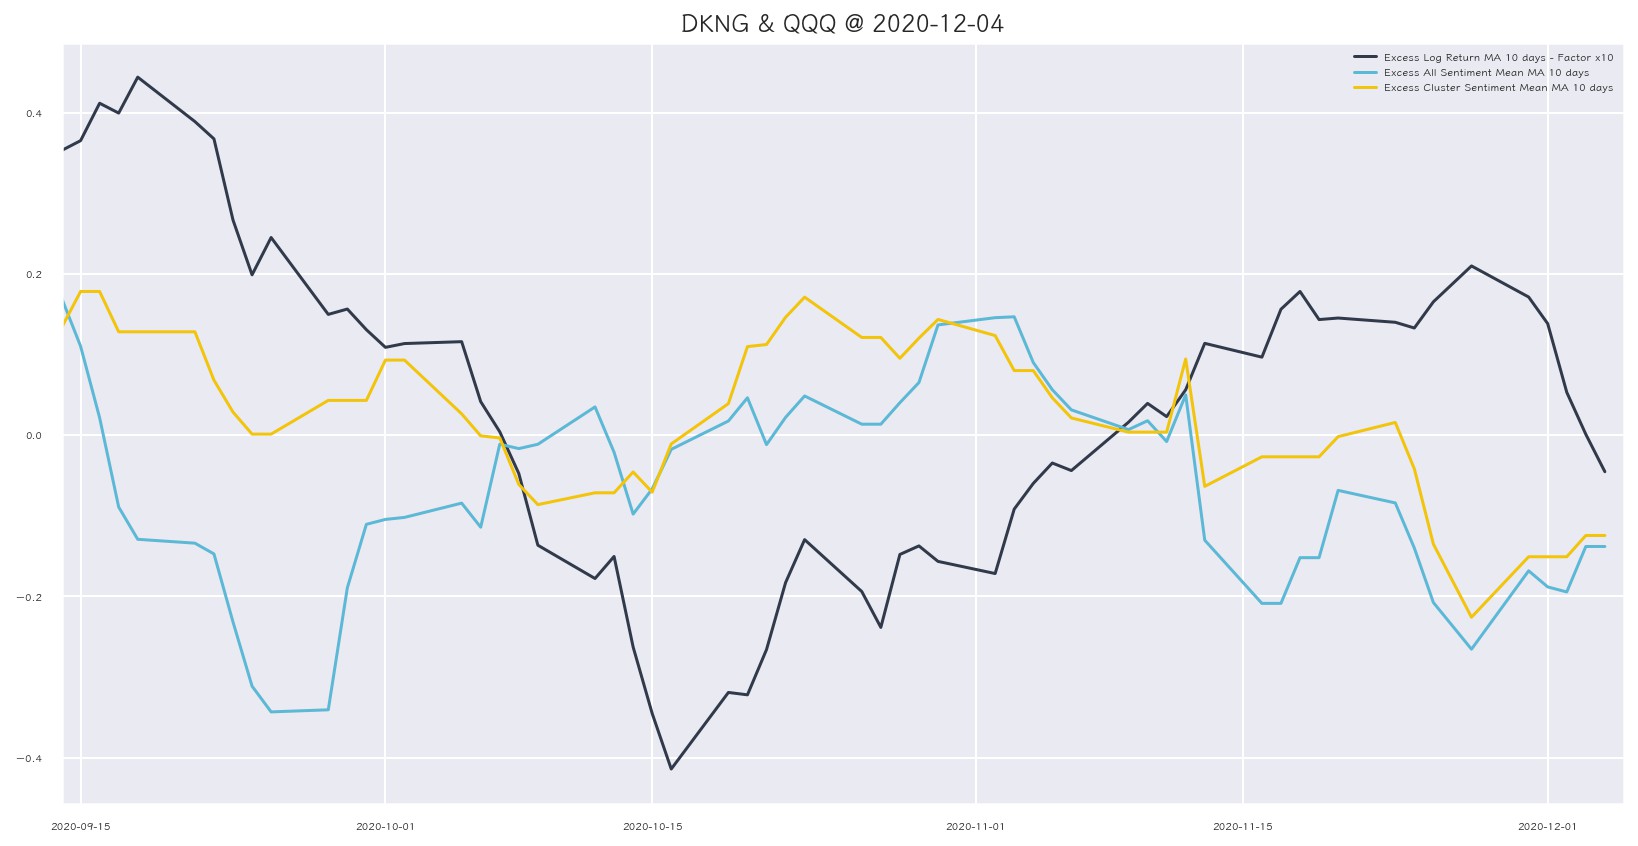 DKNG & QQQ @ 2020-12-04
Excess Log Return MA 10 days - Factor x10
Excess All Sentiment Mean MA 10 days
Excess Cluster Sentiment Mean MA 10 days
0.4
0.2
0.0
−0.2
−0.4
2020-09-15
2020-10-01
2020-10-15
2020-11-01
2020-11-15
2020-12-01